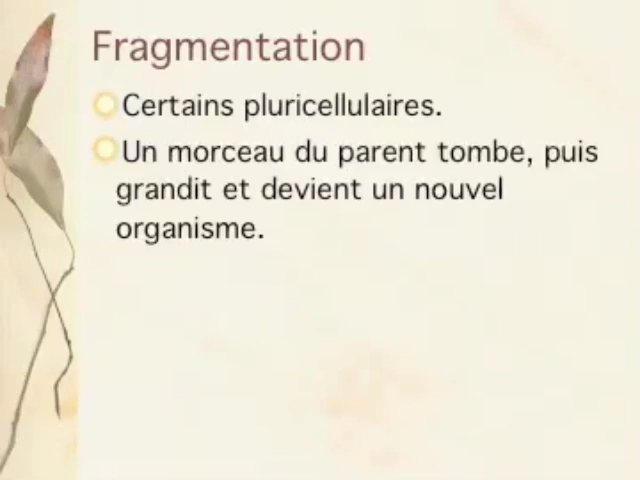 Fragmentation
Certains pluricellulaires.
Un morceau du parent tombe, puis
grandit et devient un nouvel
organisme.